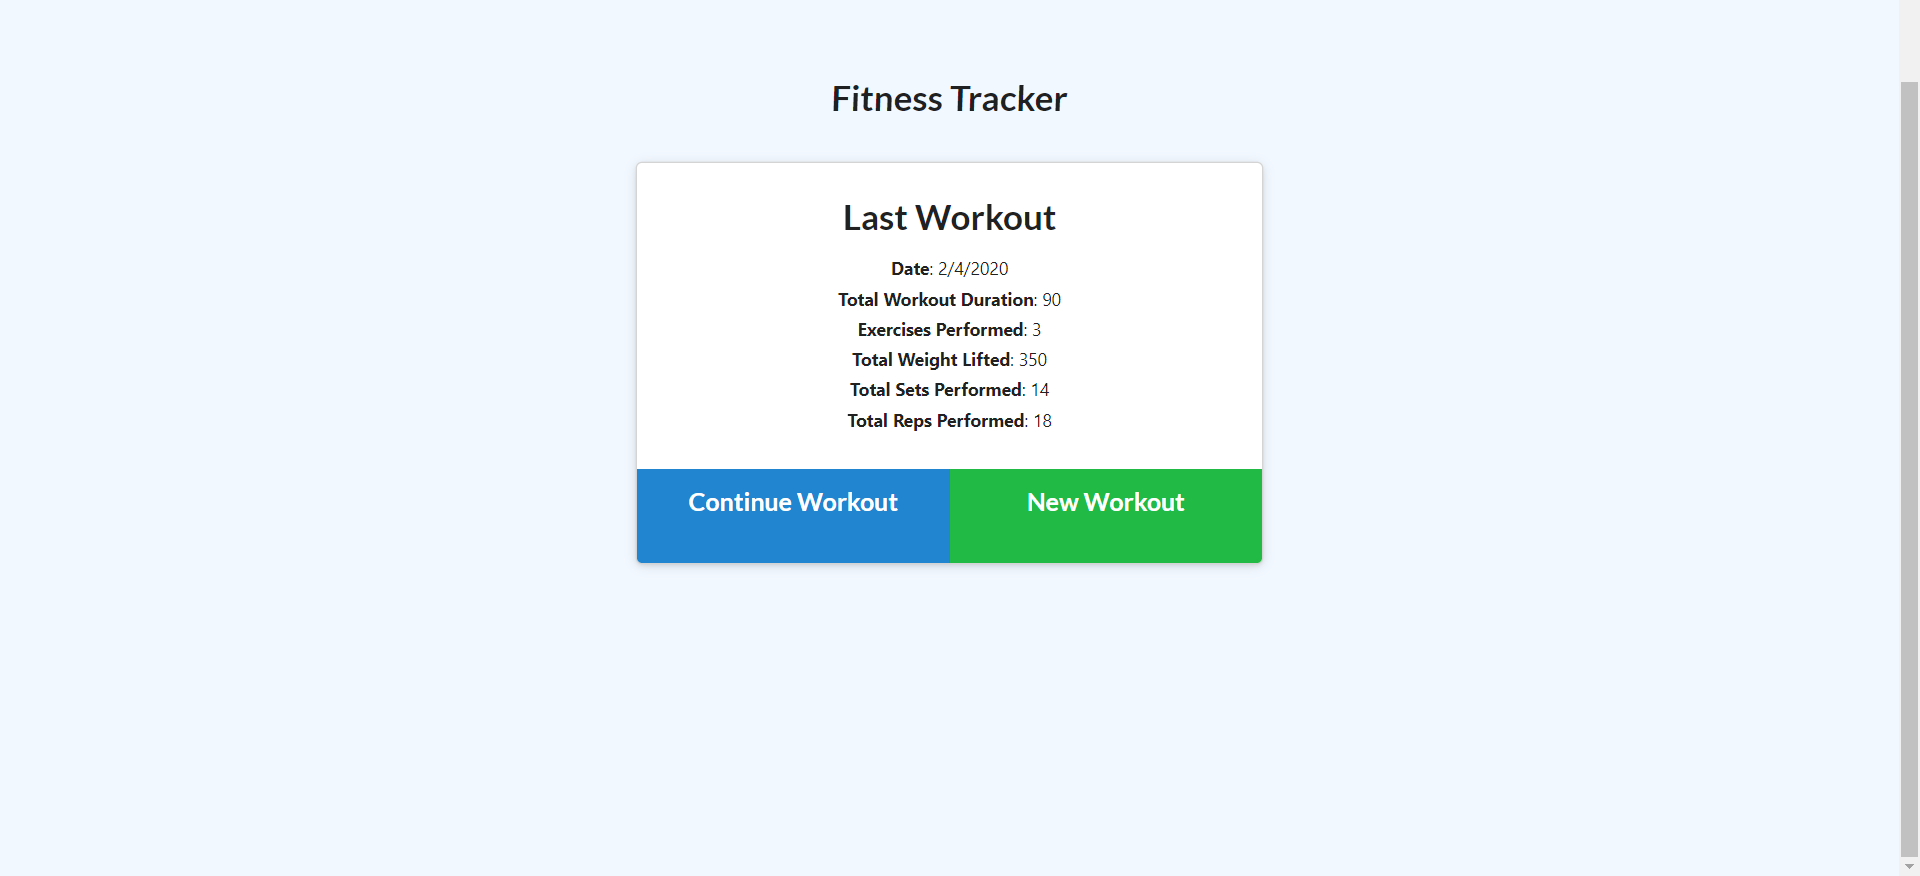 Fitness Tracker
Last Workout
Date: 2/4/2020
Total Workout Duration: 90
Exercises Performed: 3
Total Weight Lifted: 350
Total Sets Performed: 14
Total Reps Performed: 18
Continue Workout
New Workout